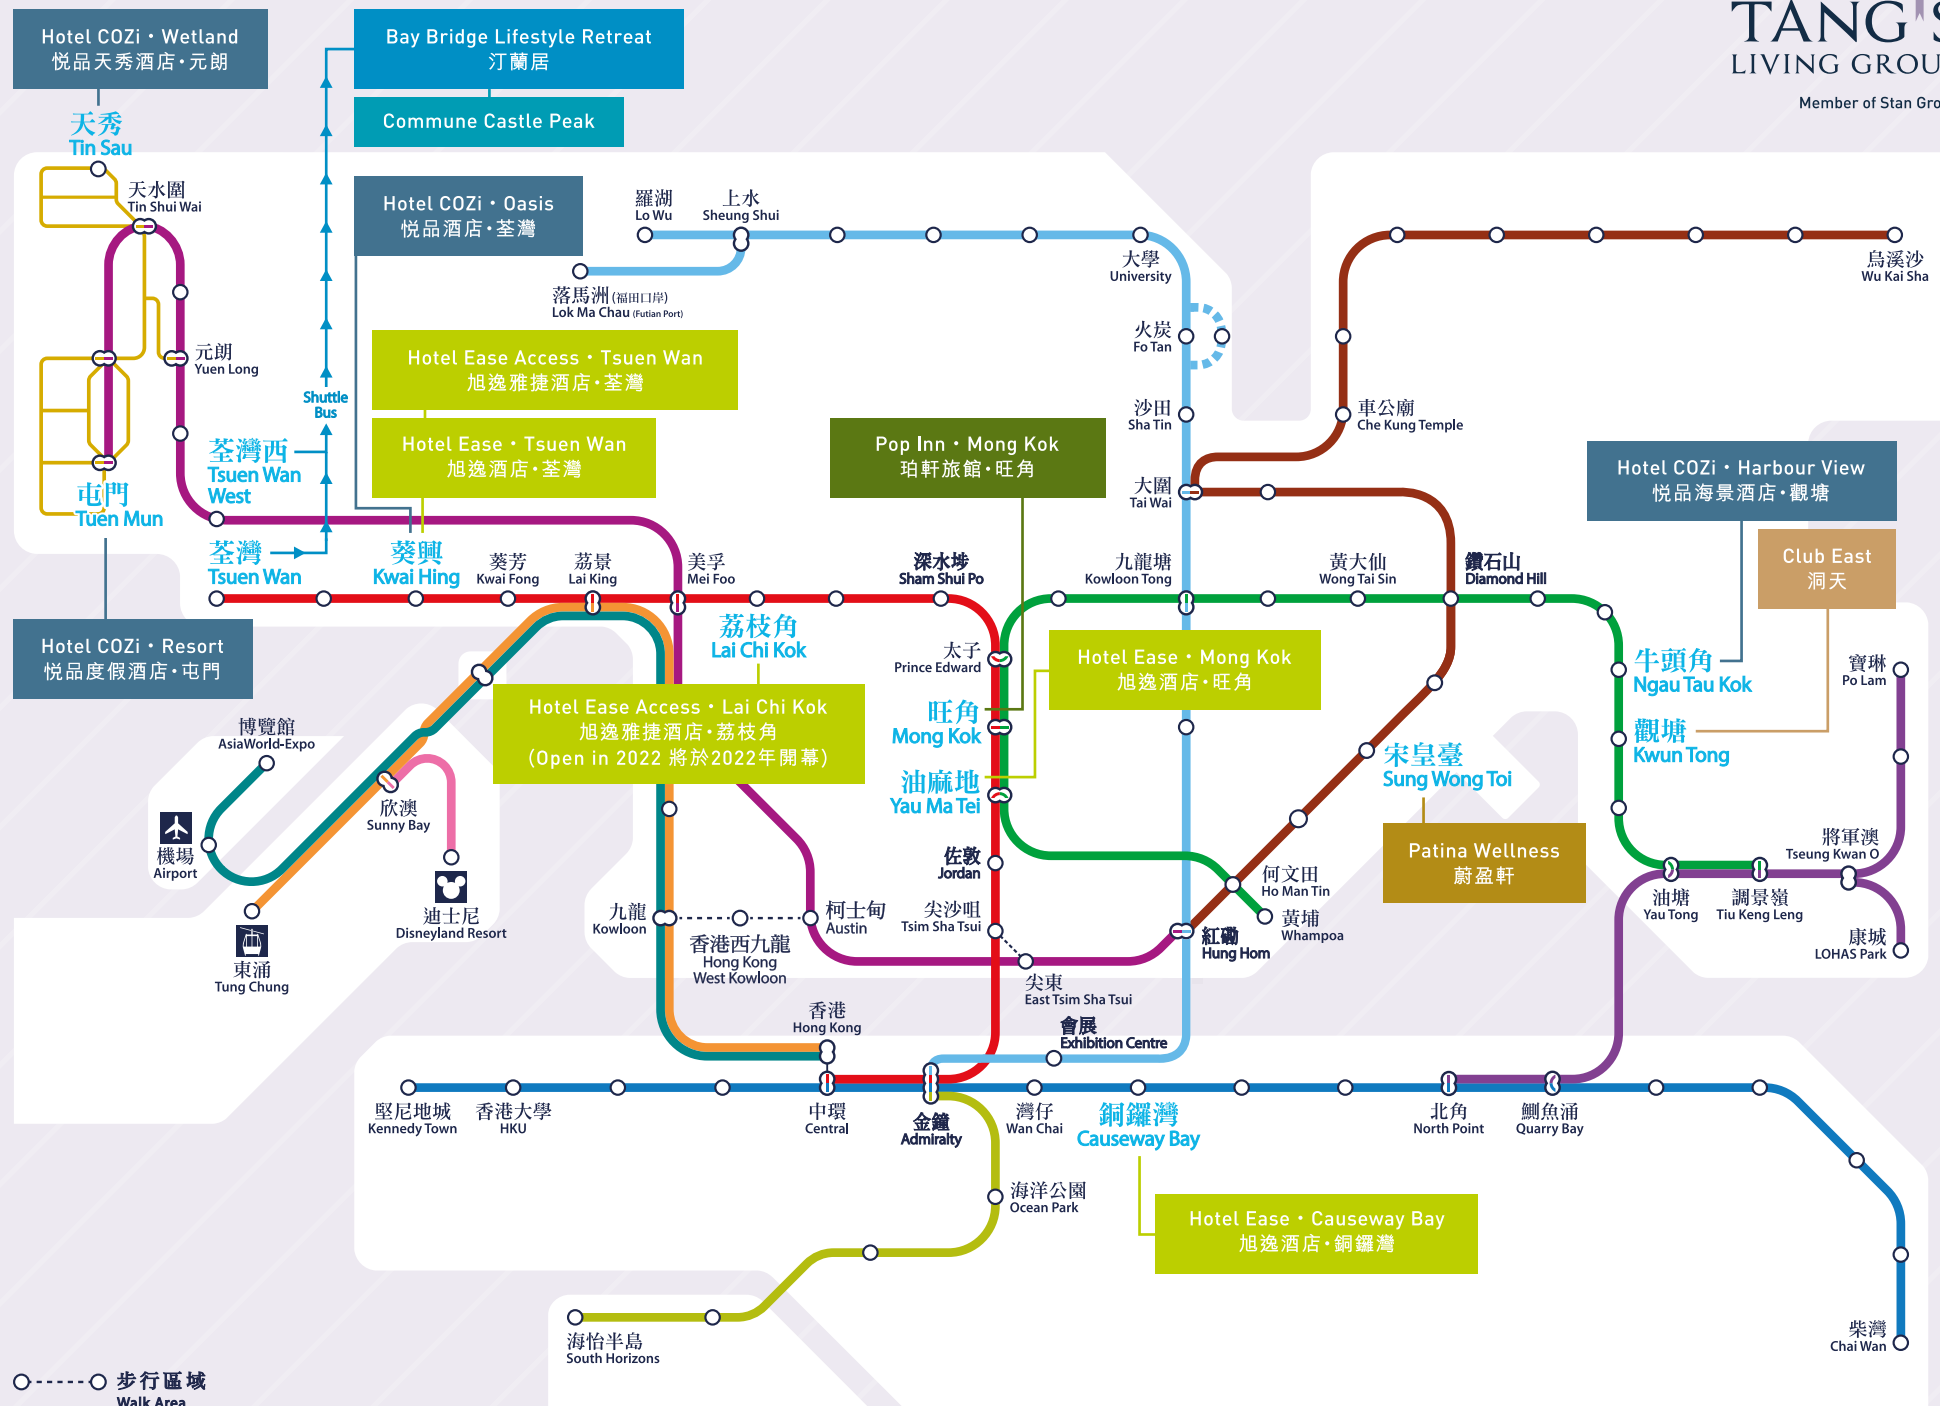 Hotel COZi · Wetland
悦品天秀酒店·元朗
Bay Bridge Lifestyle Retreat
汀蘭居
Commune Castle Peak
TANG'S
LIVING GROU
Member of Stan Gro
天秀
Tin Sau
天水圍
Tin Shui Wai
Hotel COZi · Oasis
悦品酒店·荃灣
羅湖
Lo Wu
上水
Sheung Shui
落馬洲 (福田口岸)
Lok Ma Chau (Futian Port)
大學
University
烏溪沙
Wu Kai Sha
火炭
Fo Tan
元朗
Yuen Long
Hotel Ease Access · Tsuen Wan
旭逸雅捷酒店·荃灣
Shuttle
Bus
沙田
Sha Tin
車公廟
Che Kung Temple
Hotel Ease · Tsuen Wan
旭逸酒店·荃灣
Pop Inn · Mong Kok
珀軒旅館·旺角
荃灣西
Tsuen Wan
West
大圍
Tai Wai
Hotel COZi · Harbour View
悦品海景酒店·觀塘
屯門
Tuen Mun
荃灣
Tsuen Wan
葵興
Kwai Hing
葵芳
Kwai Fong
荔景
Lai King
美孚
Mei Foo
深水埗
Sham Shui Po
九龍塘
Kowloon Tong
黃大仙
Wong Tai Sin
鑽石山
Diamond Hill
Club East
洞天
Hotel COZi · Resort
悦品度假酒店·屯門
荔枝角
Lai Chi Kok
太子
Prince Edward
Hotel Ease · Mong Kok
旭逸酒店·旺角
牛頭角
Ngau Tau Kok
寶琳
Po Lam
Hotel Ease Access · Lai Chi Kok
旭逸雅捷酒店·荔枝角
(Open in 2022 將於2022年開幕)
旺角
Mong Kok
觀塘
Kwun Tong
博覽館
AsiaWorld-Expo
宋皇臺
Sung Wong Toi
油麻地
Yau Ma Tei
欣澳
Sunny Bay
機場
Airport
佐敦
Jordan
Patina Wellness
蔚盈軒
將軍澳
Tseung Kwan O
何文田
Ho Man Tin
油塘
Yau Tong
調景嶺
Tiu Keng Leng
迪士尼
Disneyland Resort
九龍
Kowloon
香港西九龍
Hong Kong
West Kowloon
柯士甸
Austin
尖沙咀
Tsim Sha Tsui
黃埔
Whampoa
紅磡
Hung Hom
康城
LOHAS Park
東涌
Tung Chung
尖東
East Tsim Sha Tsui
香港
Hong Kong
會展
Exhibition Centre
堅尼地城
Kennedy Town
香港大學
HKU
中環
Central
金鐘
Admiralty
灣仔
Wan Chai
銅鑼灣
Causeway Bay
北角
North Point
鰂魚涌
Quarry Bay
海洋公園
Ocean Park
Hotel Ease · Causeway Bay
旭逸酒店·銅鑼灣
海怡半島
South Horizons
柴灣
Chai Wan
步行區域
Walk Area